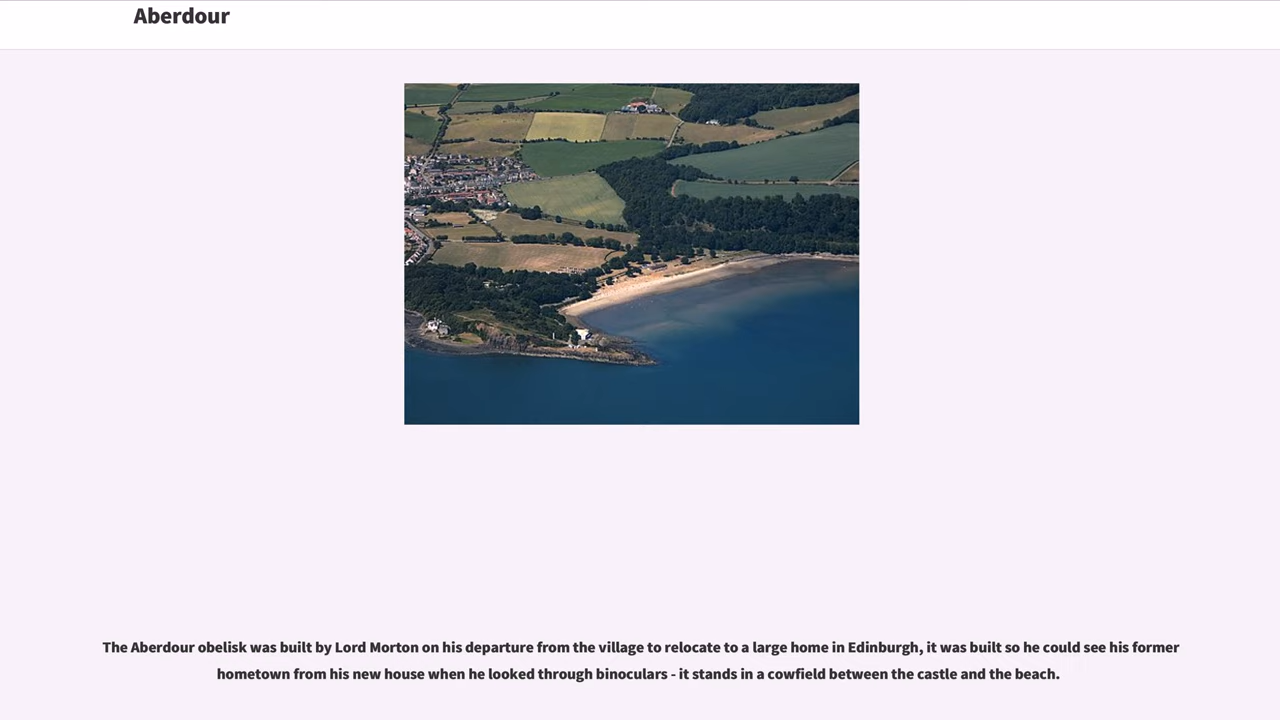 Aberdour
The Aberdour obelisk was built by Lord Morton on his departure from the village to relocate to a large home in Edinburgh, it was built so he could see his former
hometown from his new house when he looked through binoculars - it stands in a cowfield between the castle and the beach.